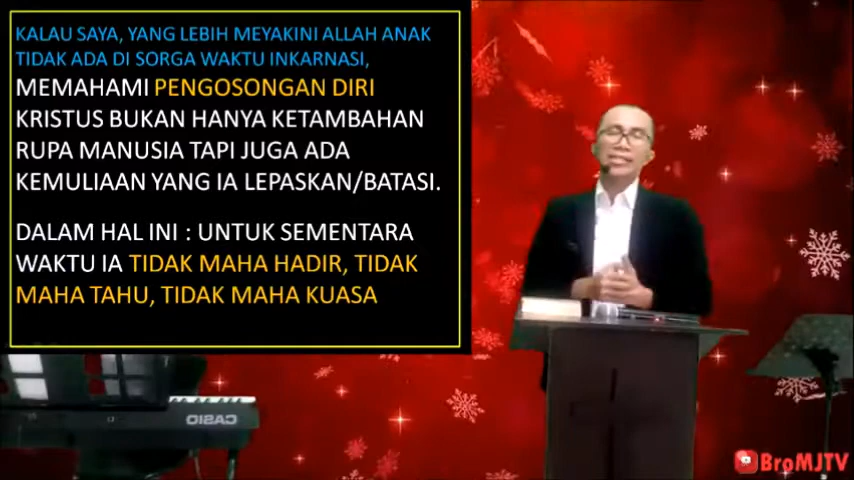 KALAU SAYA, YANG LEBIH MEYAKINI ALLAH ANAK
TIDAK ADA DI SORGA WAKTU INKARNASI,
MEMAHAMI PENGOSONGAN DIRI
KRISTUS BUKAN HANYA KETAMBAHAN
RUPA MANUSIA TAPI JUGA ADA
KEMULIAAN YANG IA LEPASKAN/BATASI.
DALAM HAL INI : UNTUK SEMENTARA
WAKTU IA TIDAK MAHA HADIR, TIDAK
MAHA TAHU, TIDAK MAHA KUASA
CASIO
BroMJTV